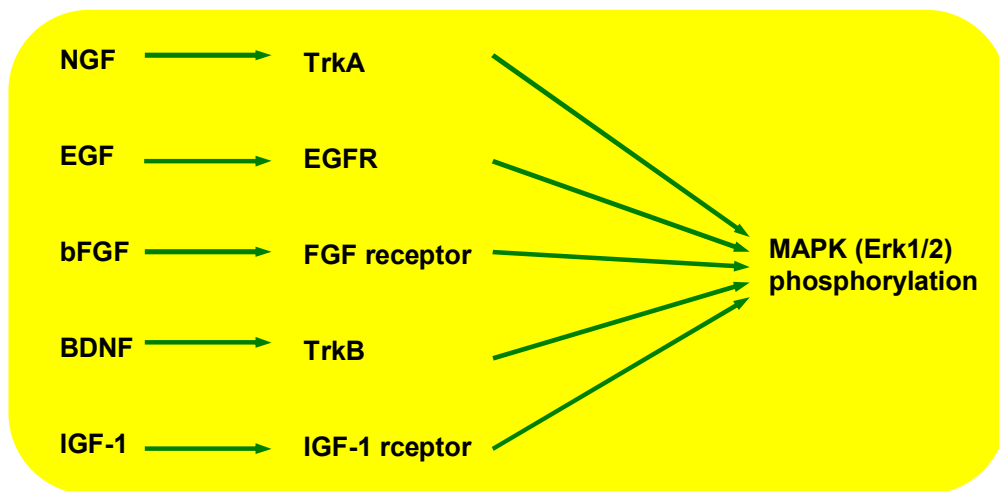 NGF TrkA
EGF EGFR
bFGF FGF receptor
MAPK (Erk1/2)
phosphorylation
BDNF TrkB
IGF-1 IGF-1 rceptor